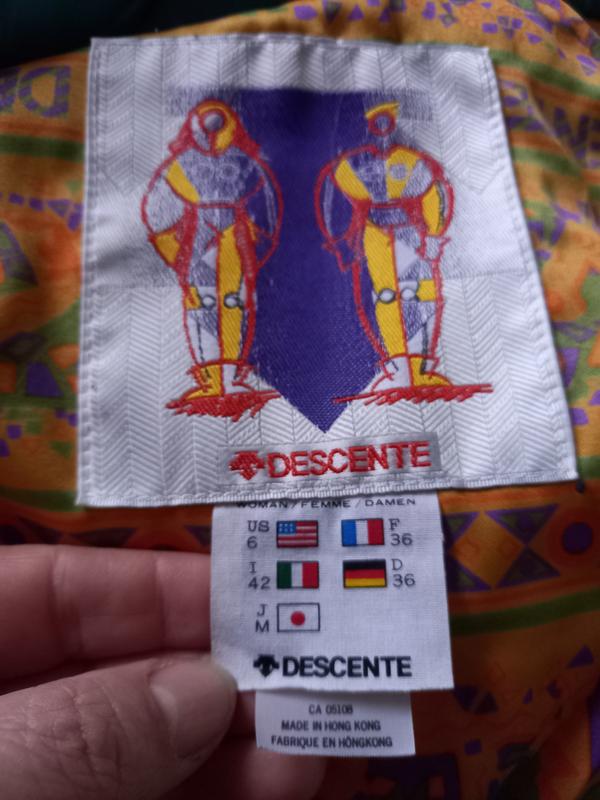 DESCENTE
WOMAN / FEMME / DAMEN
US
6
F
36
I
42
D
36
J
M
DESCENTE
CA 05108
MADE IN HONG KONG
FABRIQUE EN HONGKONG